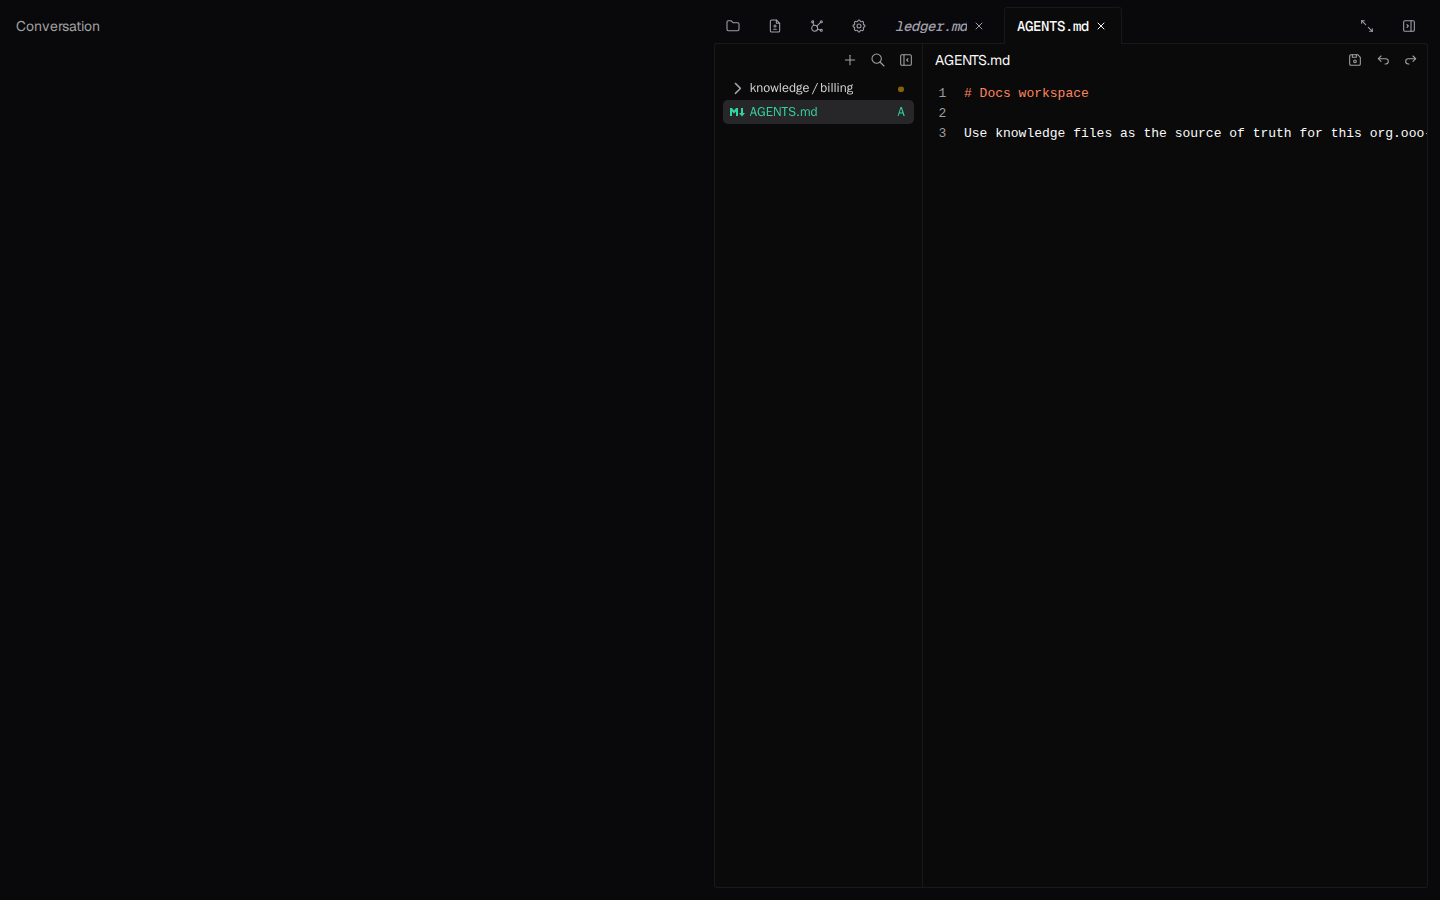 Conversation
ledger.md
AGENTS.md
AGENTS.md
knowledge / billing
AGENTS.md A
1 # Docs workspace
2
3 Use knowledge files as the source of truth for this org.ooo